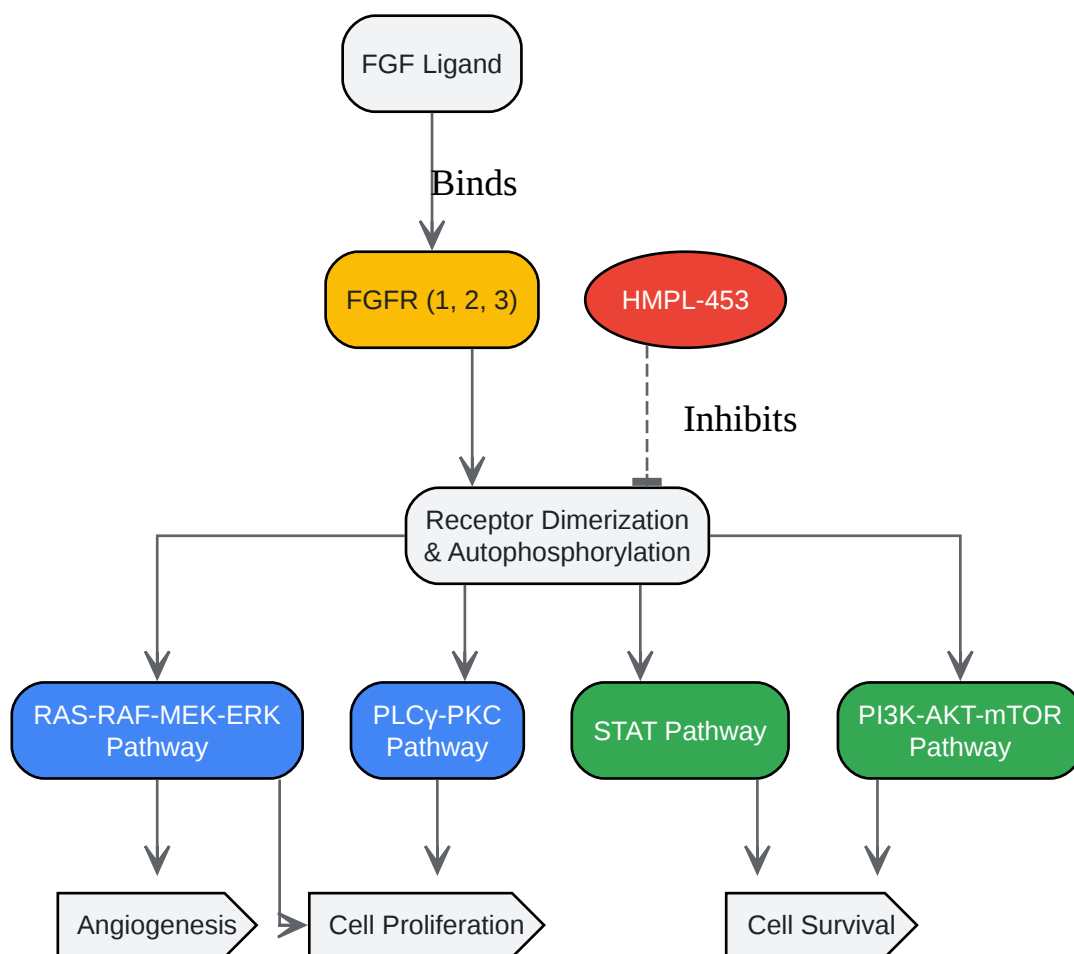 FGF Ligand
Binds
FGFR (1, 2, 3)
HMPL-453
Inhibits
Receptor Dimerization
& Autophosphorylation
RAS-RAF-MEK-ERK
Pathway
PLCγ-PKC
Pathway
STAT Pathway
PI3K-AKT-mTOR
Pathway
Angiogenesis
Cell Proliferation
Cell Survival